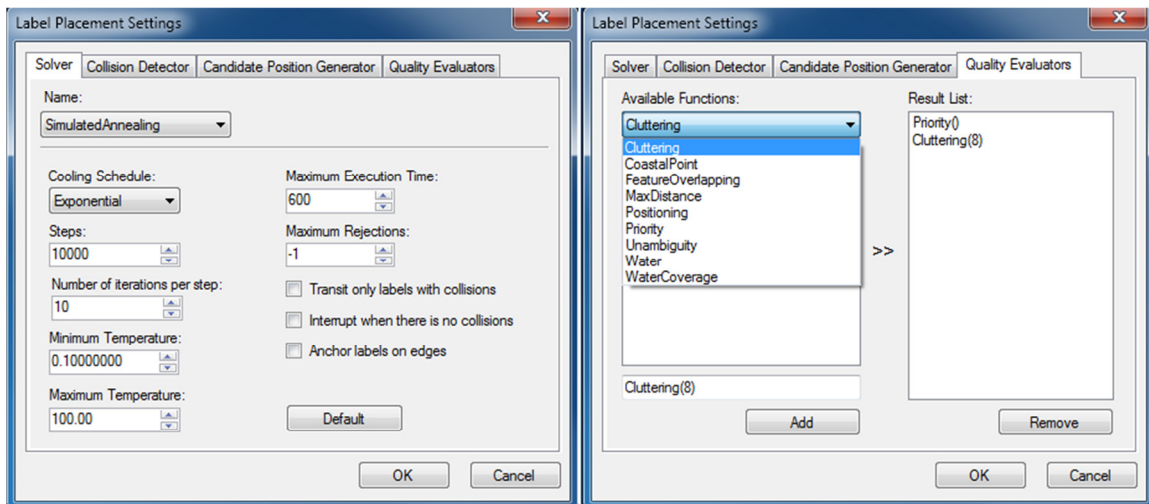 Label Placement Settings
Solver Collision Detector Candidate Position Generator Quality Evaluators
Name:
SimulatedAnnealing
Cooling Schedule:
Exponential
Steps:
10000
Number of iterations per step:
10
Minimum Temperature:
0.10000000
Maximum Temperature:
100.00
Maximum Execution Time:
600
Maximum Rejections:
-1
Transit only labels with collisions
Interrupt when there is no collisions
Anchor labels on edges
Default
OK Cancel
Label Placement Settings
Solver Collision Detector Candidate Position Generator Quality Evaluators
Available Functions:
Cluttering
Cluttering
CoastalPoint
FeatureOverlapping
MaxDistance
Positioning
Priority
Unambiguity
Water
WaterCoverage
Cluttering(8)
Add
>>
Result List:
Priority()
Cluttering(8)
Remove
OK Cancel